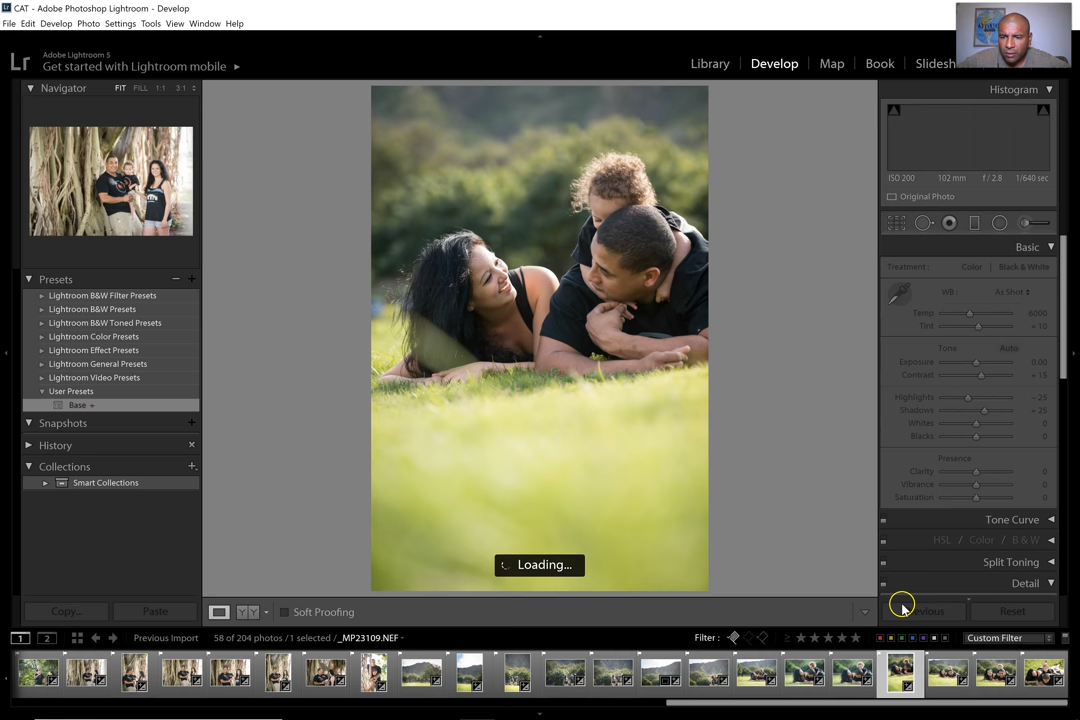 CAT - Adobe Photoshop Lightroom - Develop
File Edit Develop Photo Settings Tools View Window Help
Lr
Adobe Lightroom 5
Get started with Lightroom mobile
Library | Develop | Map | Book | Slidesh
Navigator FIT FILL 1:1 3:1
Histogram
ISO 200 102 mm f / 2.8 1/640 sec
Original Photo
Basic
Treatment : Color | Black & White
WB : As Shot
Temp 6000
Tint + 10
Tone Auto
Exposure 0.00
Contrast + 15
Highlights - 25
Shadows + 25
Whites 0
Blacks 0
Presence
Clarity 0
Vibrance 0
Saturation 0
Tone Curve
HSL / Color / B & W
Split Toning
Detail
Presets
Lightroom B&W Filter Presets
Lightroom B&W Presets
Lightroom B&W Toned Presets
Lightroom Color Presets
Lightroom Effect Presets
Lightroom General Presets
Lightroom Video Presets
User Presets
Base +
Snapshots
History
Collections
Smart Collections
Loading...
Copy... Paste
Y Y
Soft Proofing
vious Reset
1 2 Previous Import 58 of 204 photos / 1 selected / _MP23109.NEF
Filter : Custom Filter